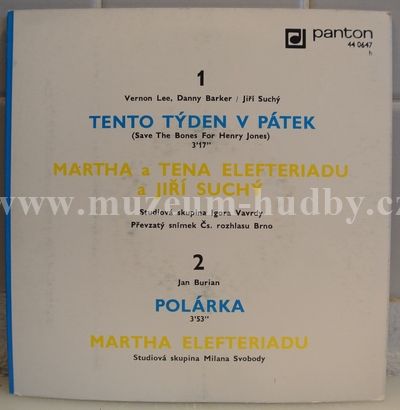 panton
44 0647
h
1
Vernon Lee, Danny Barker / Jiří Suchý
TENTO TÝDEN V PÁTEK
(Save The Bones For Henry Jones)
3'17"
MARTHA a TENA ELEFTERIADU
a JIŘÍ SUCHÝ
www.muzeum-hudby.cz
Studiová skupina Igora Vavrdy
Převzatý snímek Čs. rozhlasu Brno
2
Jan Burian
POLÁRKA
3'53"
MARTHA ELEFTERIADU
Studiová skupina Milana Svobody